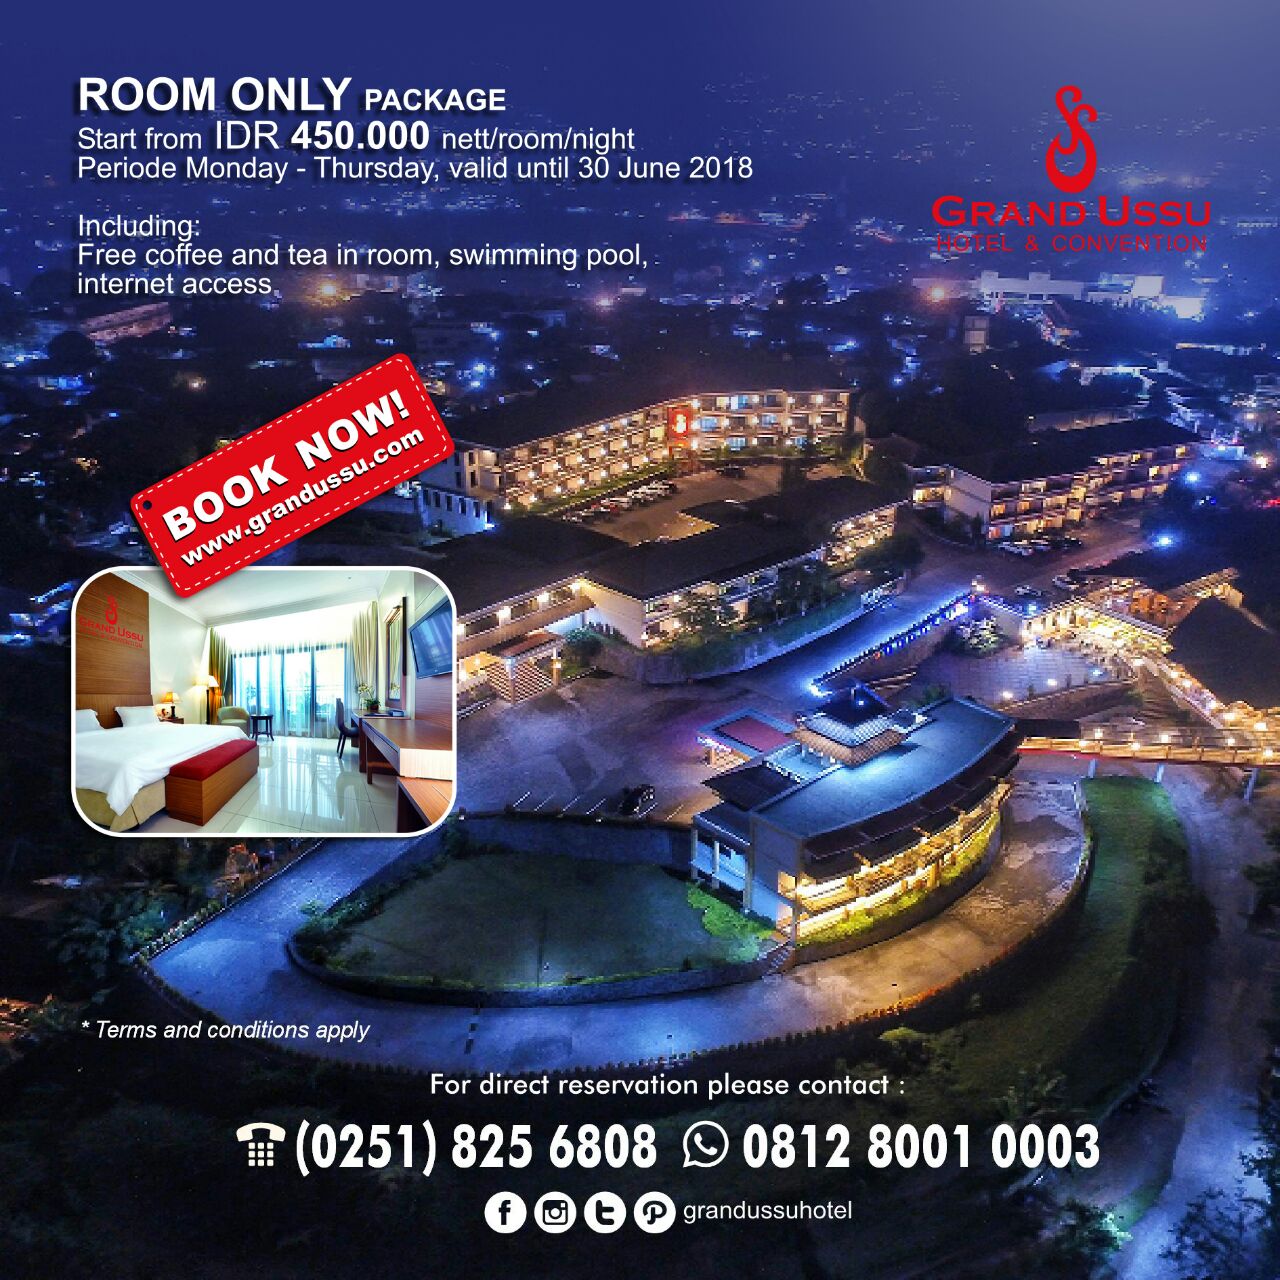 ROOM ONLY PACKAGE
Start from IDR 450.000 nett/room/night
Periode Monday - Thursday, valid until 30 June 2018
Including:
Free coffee and tea in room, swimming pool,
internet access
GRAND USSU
HOTEL & CONVENTION
BOOK NOW!
www.grandussu.com
GRAND USSU
* Terms and conditions apply
For direct reservation please contact :
(0251) 825 6808 0812 8001 0003
grandussuhotel